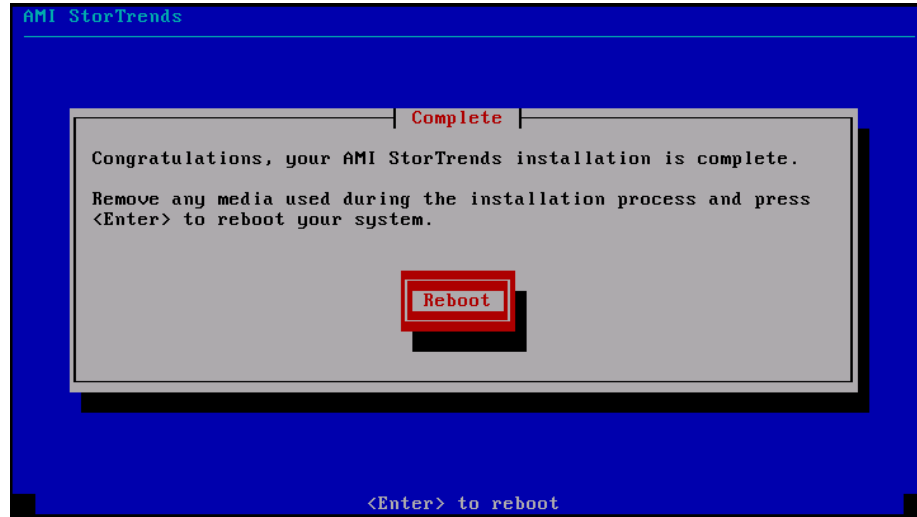 AMI StorTrends
Complete
Congratulations, your AMI StorTrends installation is complete.
Remove any media used during the installation process and press
<Enter> to reboot your system.
Reboot
<Enter> to reboot